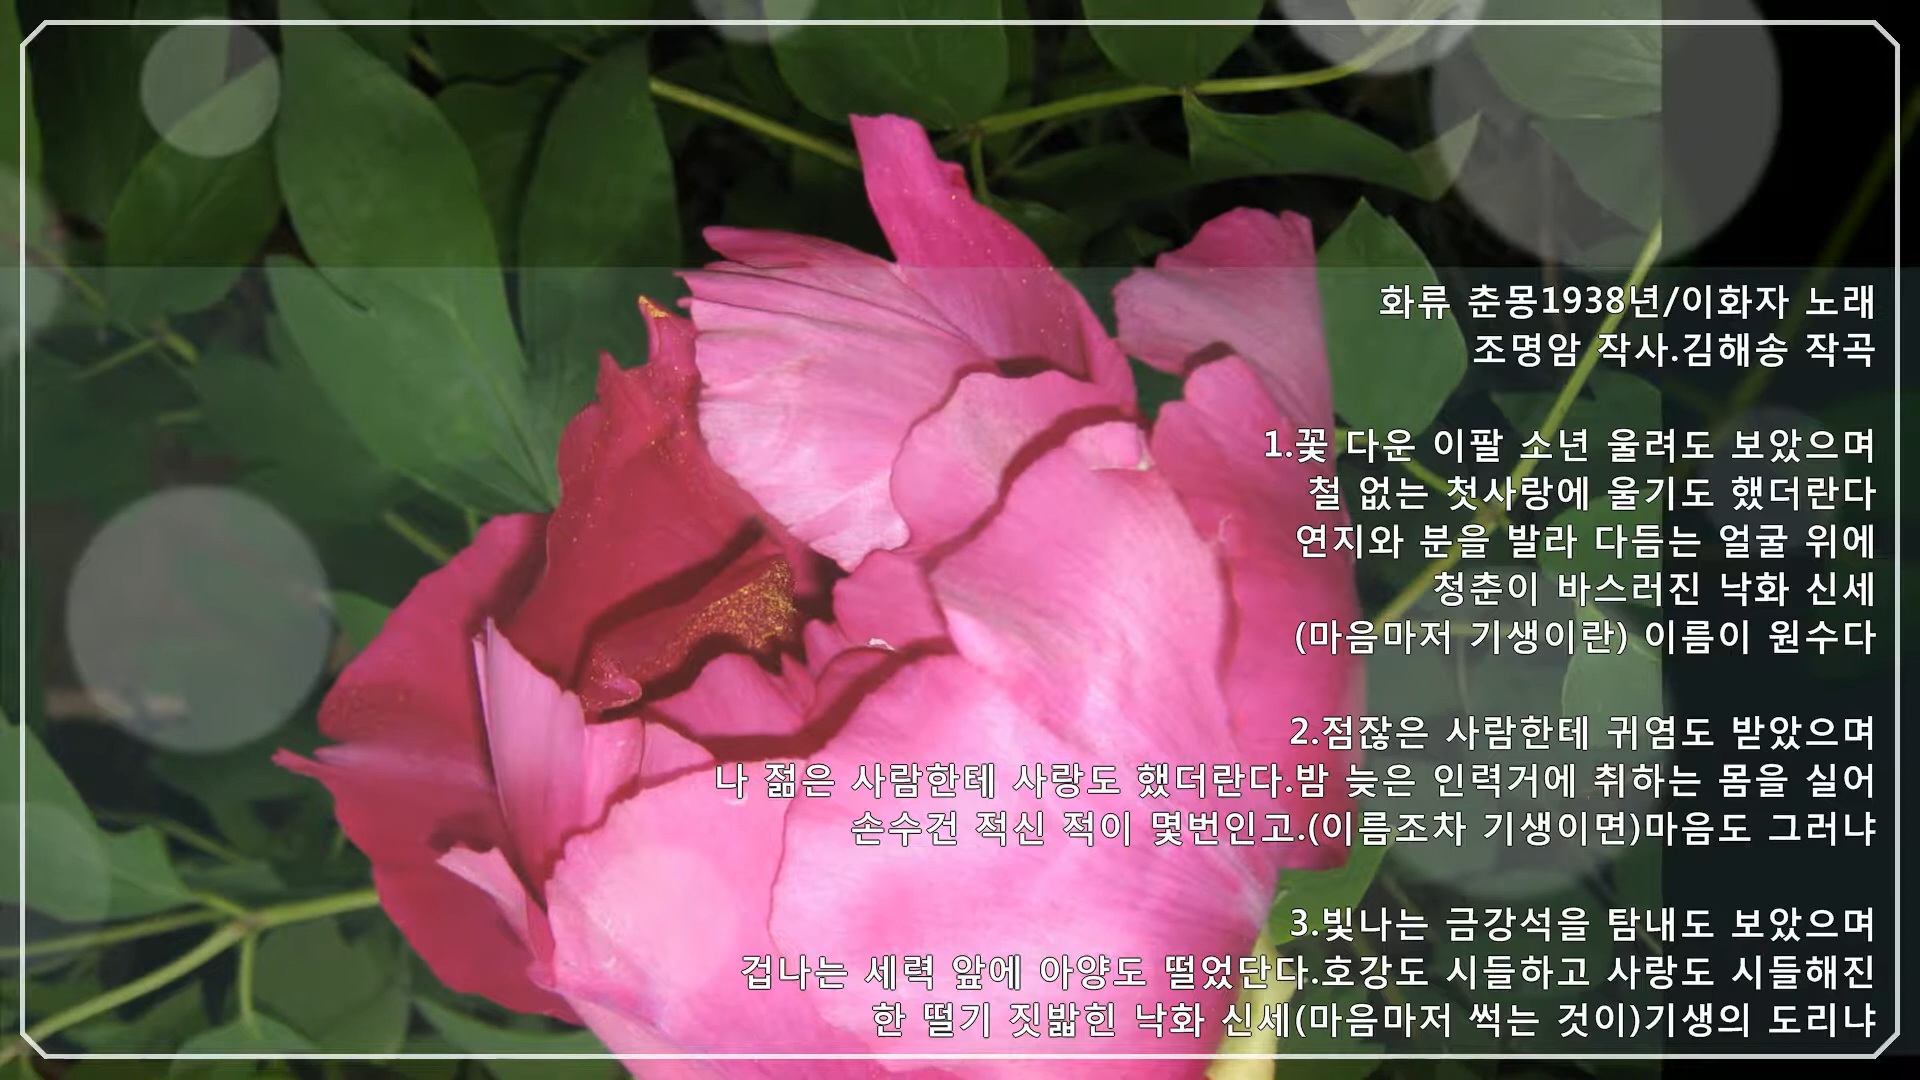 화류 춘몽1938년/이화자 노래
조명암 작사.김해송 작곡
1.꽃 다운 이팔 소년 울려도 보았으며
철 없는 첫사랑에 울기도 했더란다
연지와 분을 발라 다듬는 얼굴 위에
청춘이 바스러진 낙화 신세
(마음마저 기생이란) 이름이 원수다
2.점잖은 사람한테 귀염도 받았으며
나 젊은 사람한테 사랑도 했더란다.밤 늦은 인력거에 취하는 몸을 실어
손수건 적신 적이 몇번인고.(이름조차 기생이면)마음도 그러냐
3.빛나는 금강석을 탐내도 보았으며
겁나는 세력 앞에 아양도 떨었단다.호강도 시들하고 사랑도 시들해진
한 떨기 짓밟힌 낙화 신세(마음마저 썩는 것이)기생의 도리냐